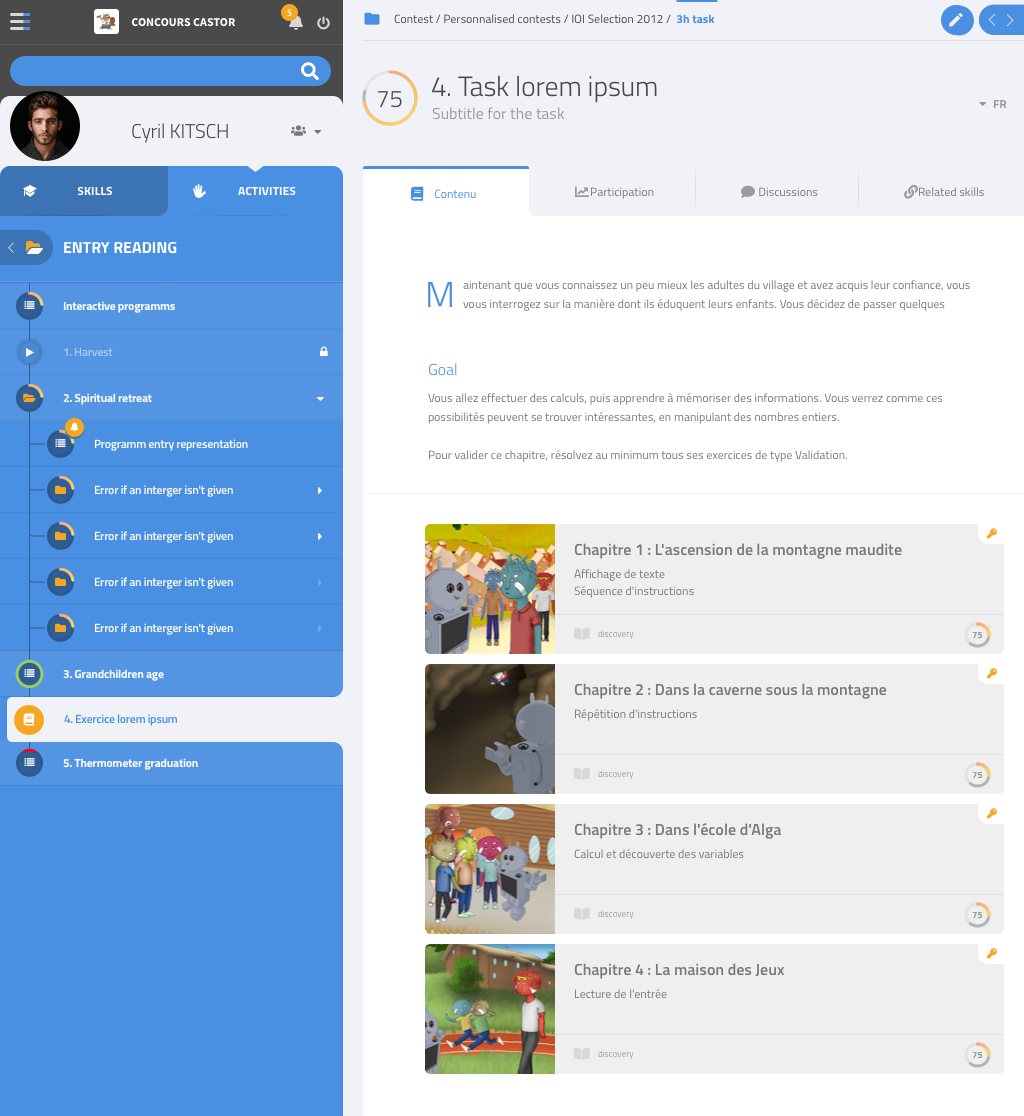 CONCOURS CASTOR
5
Cyril KITSCH
SKILLS
ACTIVITIES
ENTRY READING
Interactive programms
1. Harvest
2. Spiritual retreat
Programm entry representation
Error if an interger isn't given
Error if an interger isn't given
Error if an interger isn't given
Error if an interger isn't given
3. Grandchildren age
4. Exercice lorem ipsum
5. Thermometer graduation
Contest / Personnalised contests / IOI Selection 2012 / 3h task
75
4. Task lorem ipsum
Subtitle for the task
FR
Contenu
Participation
Discussions
Related skills
Maintenant que vous connaissez un peu mieux les adultes du village et avez acquis leur confiance, vous
vous interrogez sur la manière dont ils éduquent leurs enfants. Vous décidez de passer quelques
Goal
Vous allez effectuer des calculs, puis apprendre à mémoriser des informations. Vous verrez comme ces
possibilités peuvent se trouver intéressantes, en manipulant des nombres entiers.
Pour valider ce chapitre, résolvez au minimum tous ses exercices de type Validation.
Chapitre 1 : L'ascension de la montagne maudite
Affichage de texte
Séquence d'instructions
discovery
75
Chapitre 2 : Dans la caverne sous la montagne
Répétition d'instructions
discovery
75
Chapitre 3 : Dans l'école d'Alga
Calcul et découverte des variables
discovery
75
Chapitre 4 : La maison des Jeux
Lecture de l'entrée
discovery
75